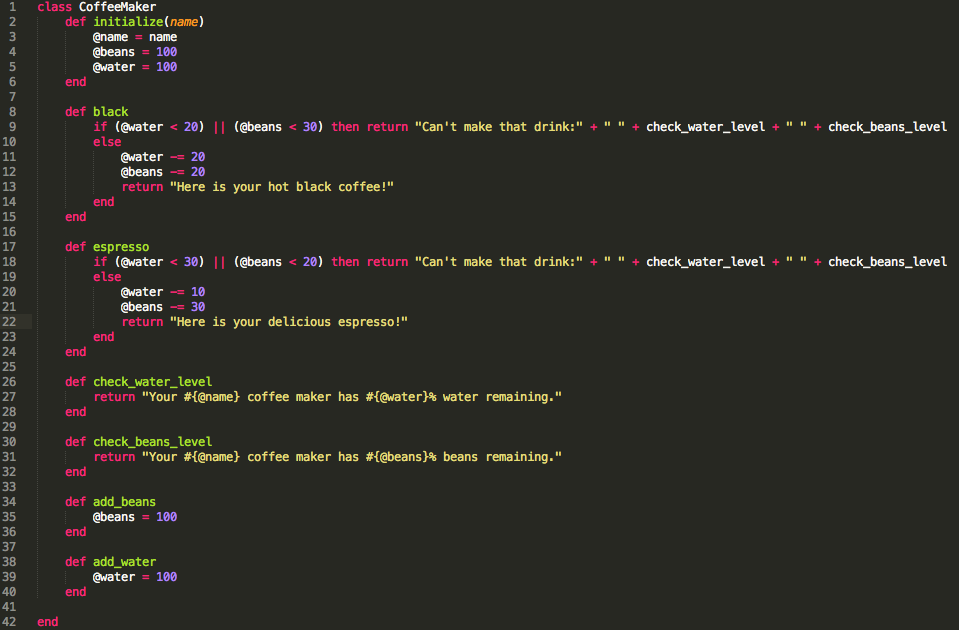 1 class CoffeeMaker
2     def initialize(name)
3         @name = name
4         @beans = 100
5         @water = 100
6     end
7
8     def black
9         if (@water < 20) || (@beans < 30) then return "Can't make that drink:" + " " + check_water_level + " " + check_beans_level
10         else
11             @water -= 20
12             @beans -= 20
13             return "Here is your hot black coffee!"
14         end
15     end
16
17     def espresso
18         if (@water < 30) || (@beans < 20) then return "Can't make that drink:" + " " + check_water_level + " " + check_beans_level
19         else
20             @water -= 10
21             @beans -= 30
22             return "Here is your delicious espresso!"
23         end
24     end
25
26     def check_water_level
27         return "Your #{@name} coffee maker has #{@water}% water remaining."
28     end
29
30     def check_beans_level
31         return "Your #{@name} coffee maker has #{@beans}% beans remaining."
32     end
33
34     def add_beans
35         @beans = 100
36     end
37
38     def add_water
39         @water = 100
40     end
41
42 end